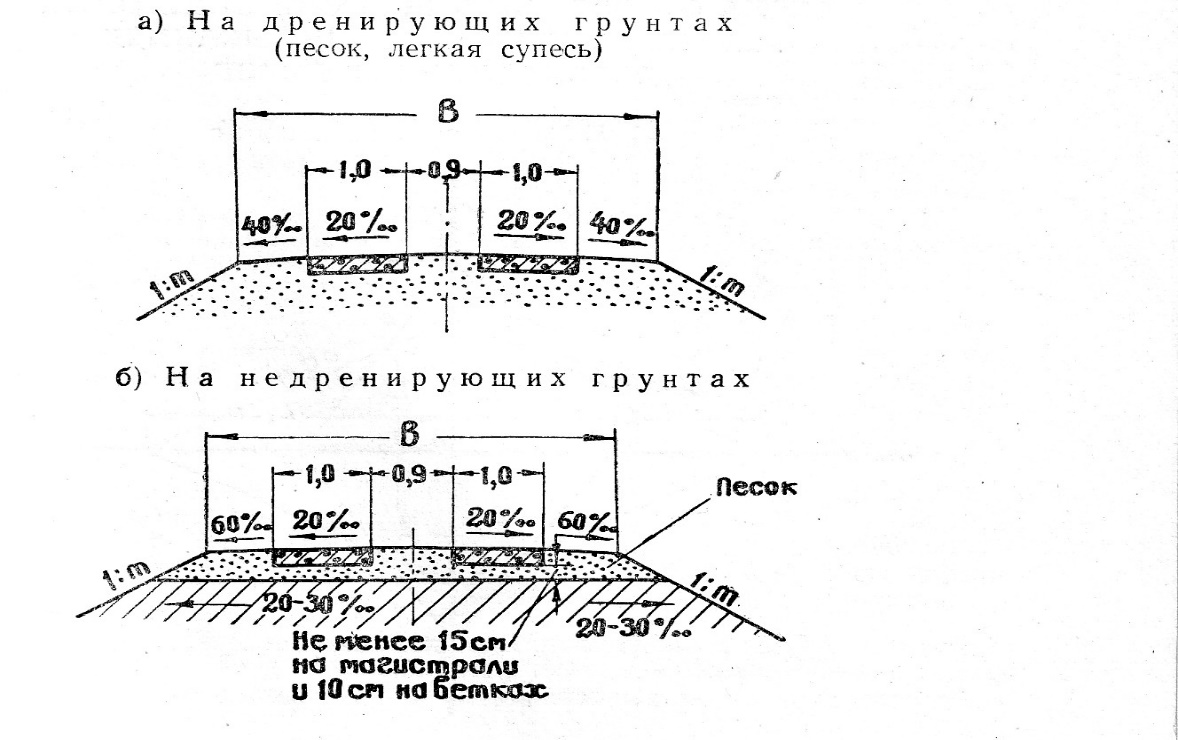 а) На дренирующих грунтах
(песок, легкая супесь)
В
1,0 0,9 1,0
40‰ 20‰ 20‰ 40‰
1:m 1:m
б) На недренирующих грунтах
В
1,0 0,9 1,0
Песок
60‰ 20‰ 20‰ 60‰
1:m 1:m
20-30‰ 20-30‰
Не менее 15см
на магистрали
и 10 см на ветках